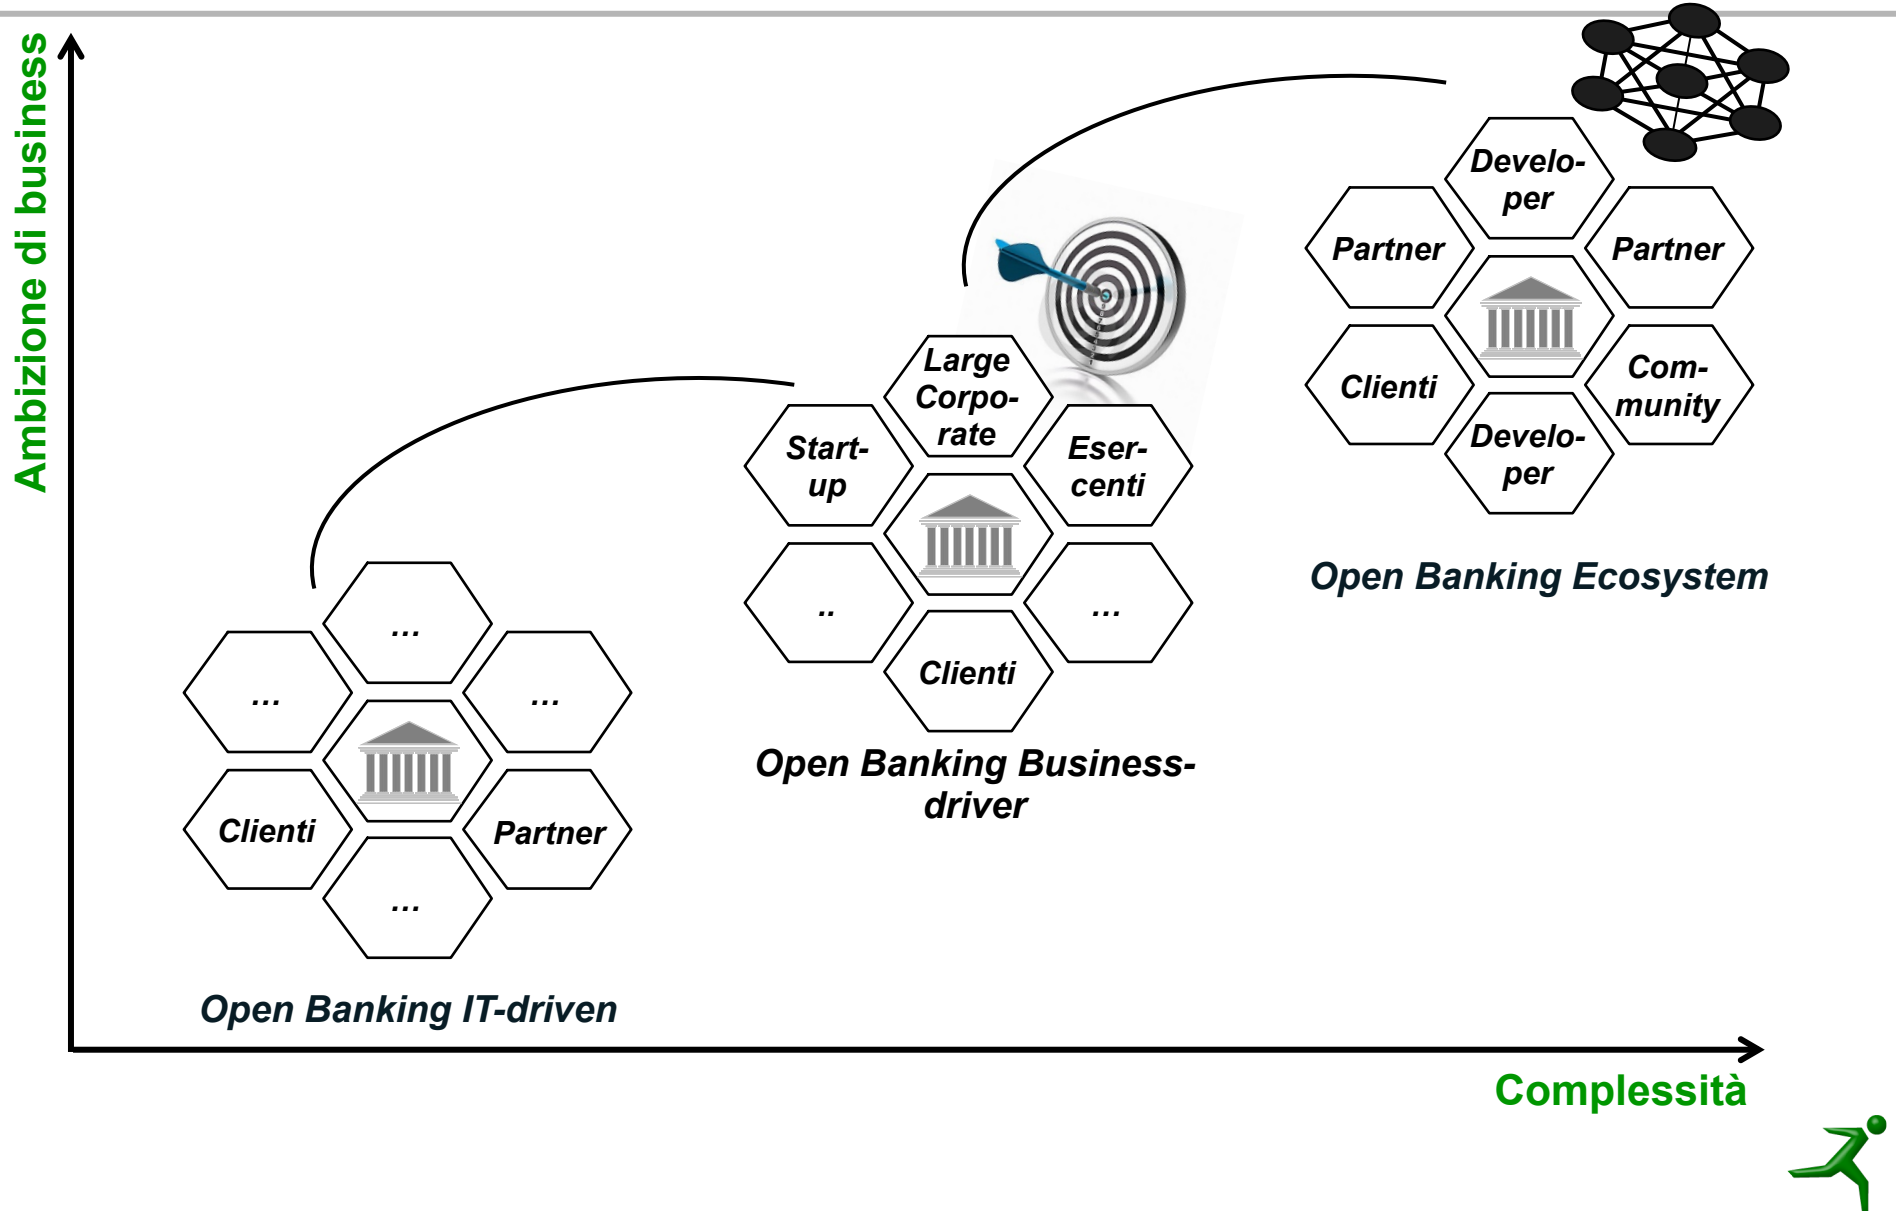 Ambizione di business
Develo-
per
Partner
Partner
Clienti
Com-
munity
Develo-
per
Open Banking Ecosystem
Large
Corpo-
rate
Start-
up
Eser-
centi
..
...
Clienti
Open Banking Business-
driver
...
...
...
Clienti
Partner
...
Open Banking IT-driven
Complessità